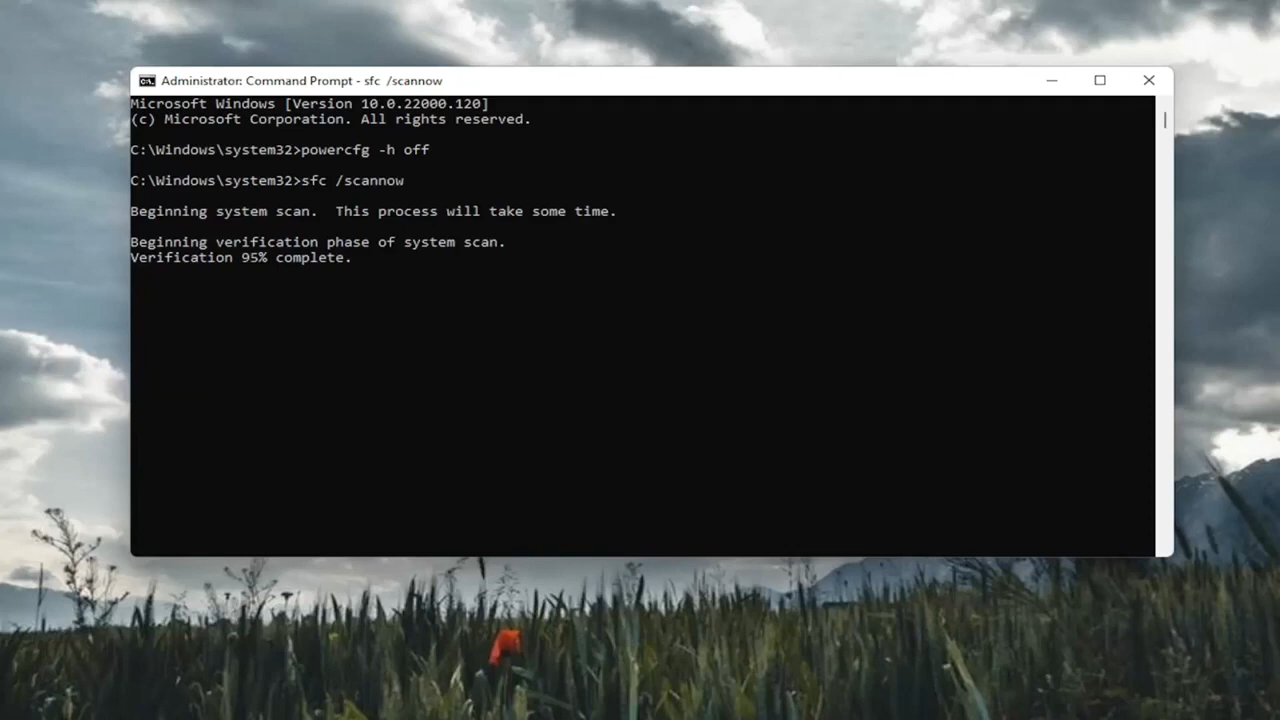 Administrator: Command Prompt - sfc  /scannow
Microsoft Windows [Version 10.0.22000.120]
(c) Microsoft Corporation. All rights reserved.
C:\Windows\system32>powercfg -h off
C:\Windows\system32>sfc /scannow
Beginning system scan.  This process will take some time.
Beginning verification phase of system scan.
Verification 95% complete.